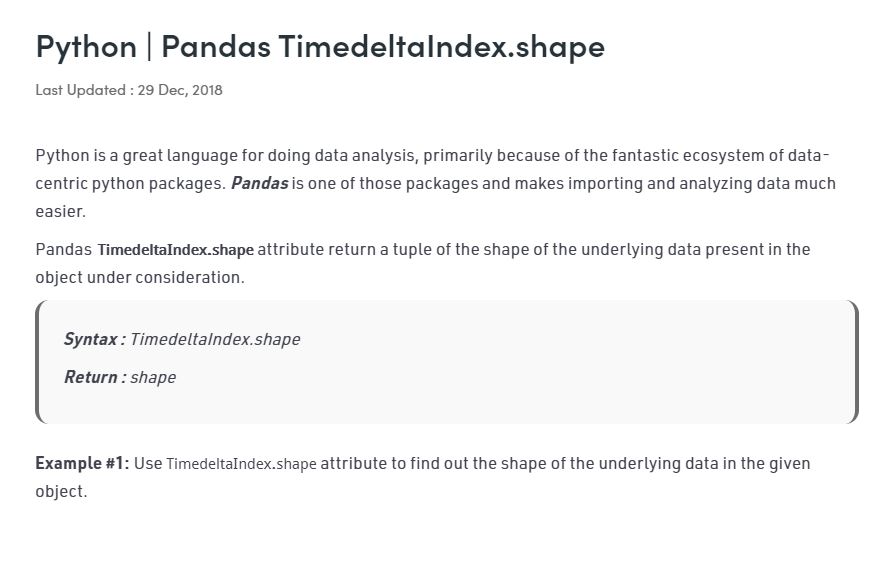 Python | Pandas TimedeltaIndex.shape
Last Updated : 29 Dec, 2018
Python is a great language for doing data analysis, primarily because of the fantastic ecosystem of data-
centric python packages. Pandas is one of those packages and makes importing and analyzing data much
easier.
Pandas TimedeltaIndex.shape attribute return a tuple of the shape of the underlying data present in the
object under consideration.
Syntax : TimedeltaIndex.shape
Return : shape
Example #1: Use TimedeltaIndex.shape attribute to find out the shape of the underlying data in the given
object.